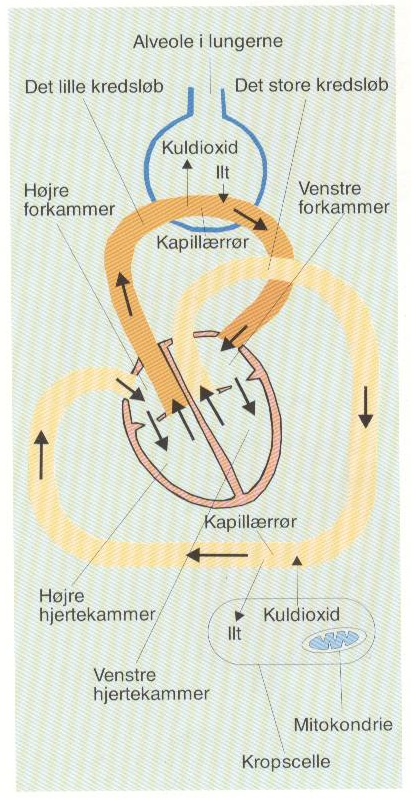 Alveole i lungerne
Det lille kredsløb
Det store kredsløb
Kuldioxid
Ilt
Højre
forkammer
Venstre
forkammer
Kapillærrør
Kapillærrør
Højre
hjertekammer
Kuldioxid
Ilt
Venstre
hjertekammer
Mitokondrie
Kropscelle